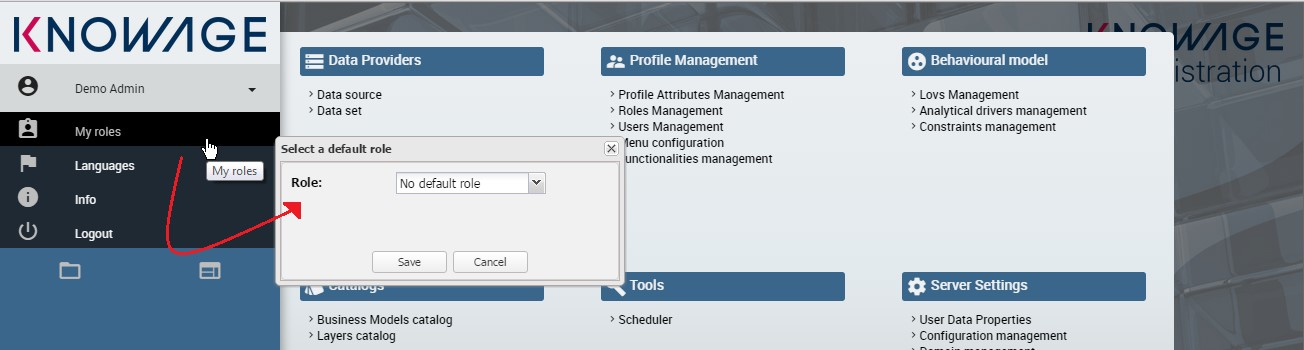 KNOWAGE
Demo Admin
My roles
Languages
Info
Logout
My roles
KNOWAGE
istration
Data Providers
Data source
Data set
Profile Management
Profile Attributes Management
Roles Management
Users Management
Menu configuration
unctionalities management
Behavioural model
Lovs Management
Analytical drivers management
Constraints management
Select a default role
Role:
No default role
Save
Cancel
Catalogs
Business Models catalog
Layers catalog
Tools
Scheduler
Server Settings
User Data Properties
Configuration management
Domain management